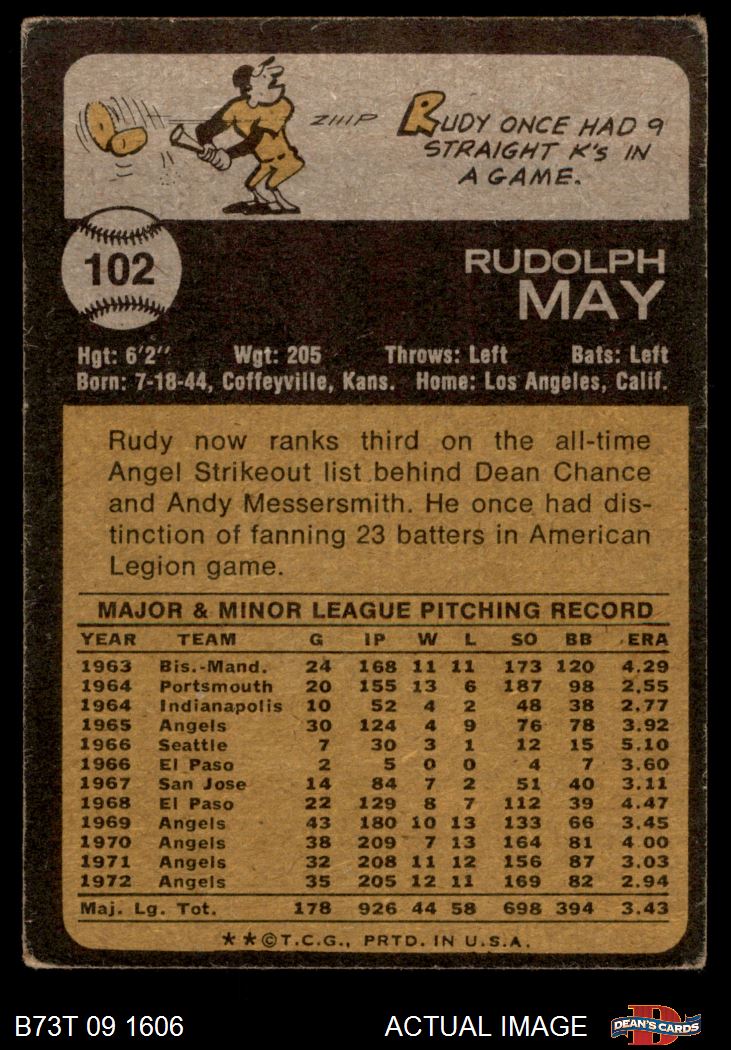 ZIIIP
RUDY ONCE HAD 9
STRAIGHT K'S IN
A GAME.
102
RUDOLPH
MAY
Hgt: 6'2" Wgt: 205 Throws: Left Bats: Left
Born: 7-18-44, Coffeyville, Kans. Home: Los Angeles, Calif.
Rudy now ranks third on the all-time
Angel Strikeout list behind Dean Chance
and Andy Messersmith. He once had dis-
tinction of fanning 23 batters in American
Legion game.
MAJOR & MINOR LEAGUE PITCHING RECORD
YEAR TEAM G IP W L SO BB ERA
1963 Bis.-Mand. 24 168 11 11 173 120 4.29
1964 Portsmouth 20 155 13 6 187 98 2.55
1964 Indianapolis 10 52 4 2 48 38 2.77
1965 Angels 30 124 4 9 76 78 3.92
1966 Seattle 7 30 3 1 12 15 5.10
1966 El Paso 2 5 0 0 4 7 3.60
1967 San Jose 14 84 7 2 51 40 3.11
1968 El Paso 22 129 8 7 112 39 4.47
1969 Angels 43 180 10 13 133 66 3.45
1970 Angels 38 209 7 13 164 81 4.00
1971 Angels 32 208 11 12 156 87 3.03
1972 Angels 35 205 12 11 169 82 2.94
Maj. Lg. Tot. 178 926 44 58 698 394 3.43
**©T.C.G., PRTD. IN U.S.A.
B73T 09 1606 ACTUAL IMAGE DEAN'S CARDS